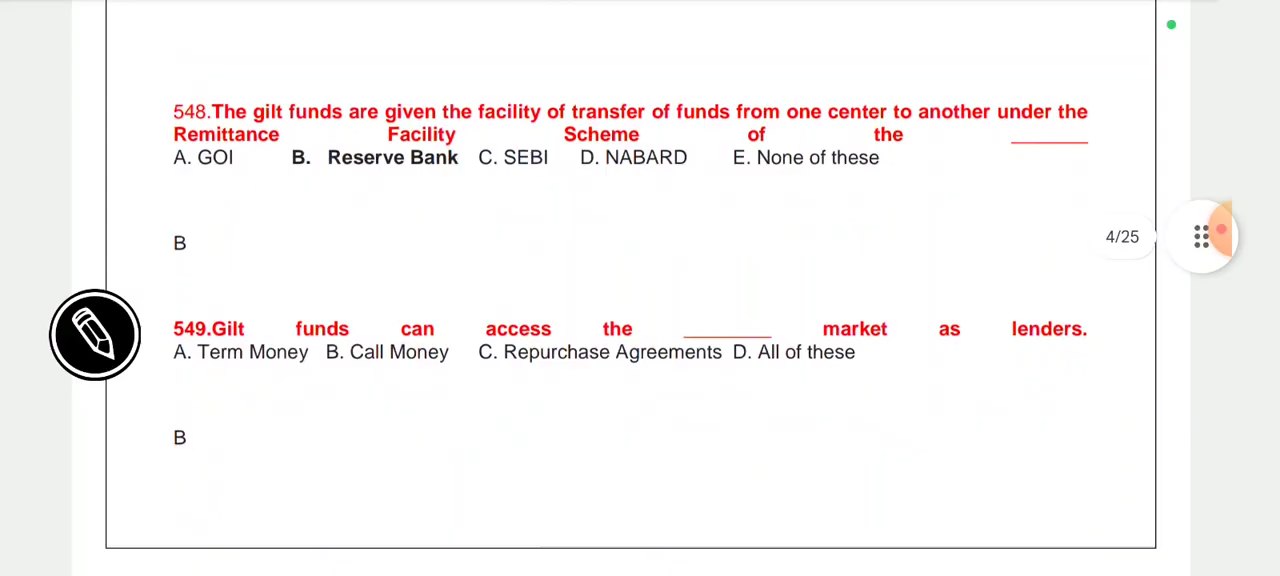 548.The gilt funds are given the facility of transfer of funds from one center to another under the
Remittance Facility Scheme of the ________
A. GOI B. Reserve Bank C. SEBI D. NABARD E. None of these
B
4/25
549.Gilt funds can access the ________ market as lenders.
A. Term Money B. Call Money C. Repurchase Agreements D. All of these
B